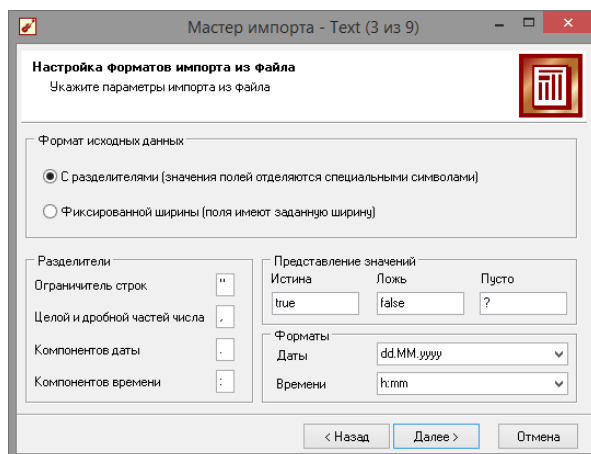 Мастер импорта - Text (3 из 9)
Настройка форматов импорта из файла
Укажите параметры импорта из файла
Формат исходных данных
С разделителями (значения полей отделяются специальными символами)
Фиксированной ширины (поля имеют заданную ширину)
Разделители
Ограничитель строк "
Целой и дробной частей числа ,
Компонентов даты .
Компонентов времени :
Представление значений
Истина Ложь Пусто
true false ?
Форматы
Даты dd.MM.yyyy
Времени h:mm
< Назад Далее > Отмена